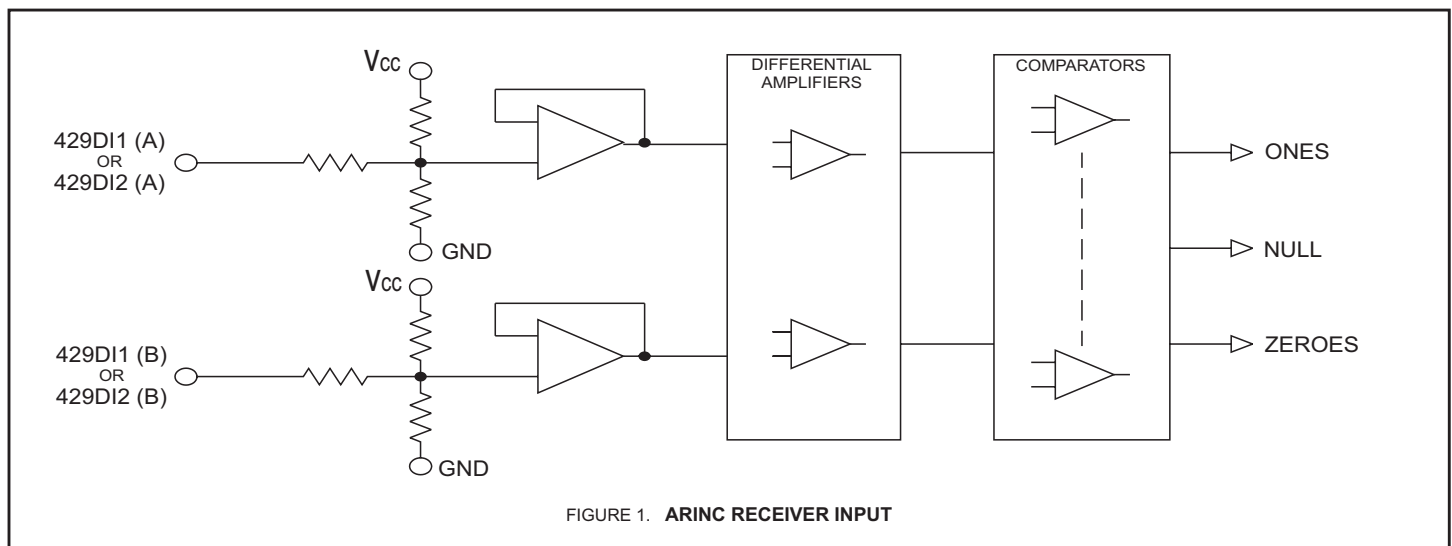 VCC
429DI1 (A)
OR
429DI2 (A)
GND
VCC
429DI1 (B)
OR
429DI2 (B)
GND
DIFFERENTIAL
AMPLIFIERS
COMPARATORS
ONES
NULL
ZEROES
FIGURE 1. ARINC RECEIVER INPUT